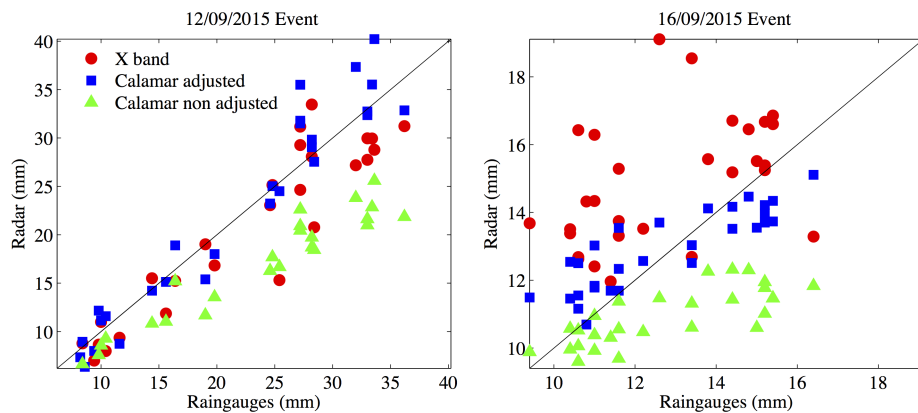 12/09/2015 Event
16/09/2015 Event
40
35
30
25
20
15
10
Radar (mm)
X band
Calamar adjusted
Calamar non adjusted
10
15
20
25
30
35
40
Raingauges (mm)
18
16
14
12
10
Radar (mm)
10
12
14
16
18
Raingauges (mm)